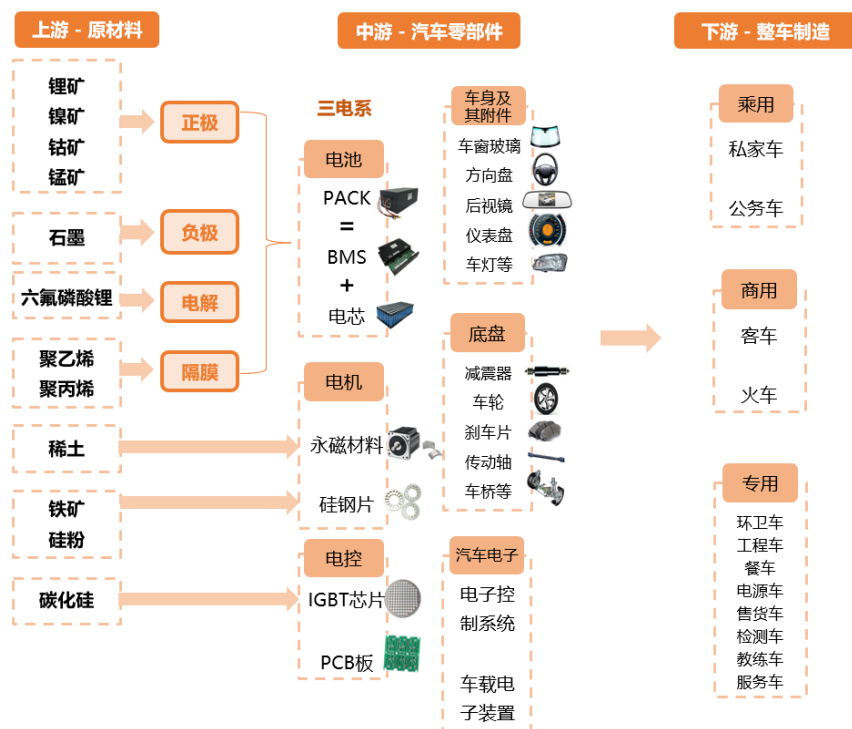 上游 - 原材料
锂矿
镍矿
钴矿
锰矿
正极
石墨
负极
六氟磷酸锂
电解
聚乙烯
聚丙烯
隔膜
稀土
铁矿
硅粉
碳化硅
中游 - 汽车零部件
三电系
电池
PACK
=
BMS
+
电芯
电机
永磁材料
硅钢片
电控
IGBT芯片
PCB板
车身及
其附件
车窗玻璃
方向盘
后视镜
仪表盘
车灯等
底盘
减震器
车轮
刹车片
传动轴
车桥等
汽车电子
电子控
制系统
车载电
子装置
下游 - 整车制造
乘用
私家车
公务车
商用
客车
火车
专用
环卫车
工程车
餐车
电源车
售货车
检测车
教练车
服务车